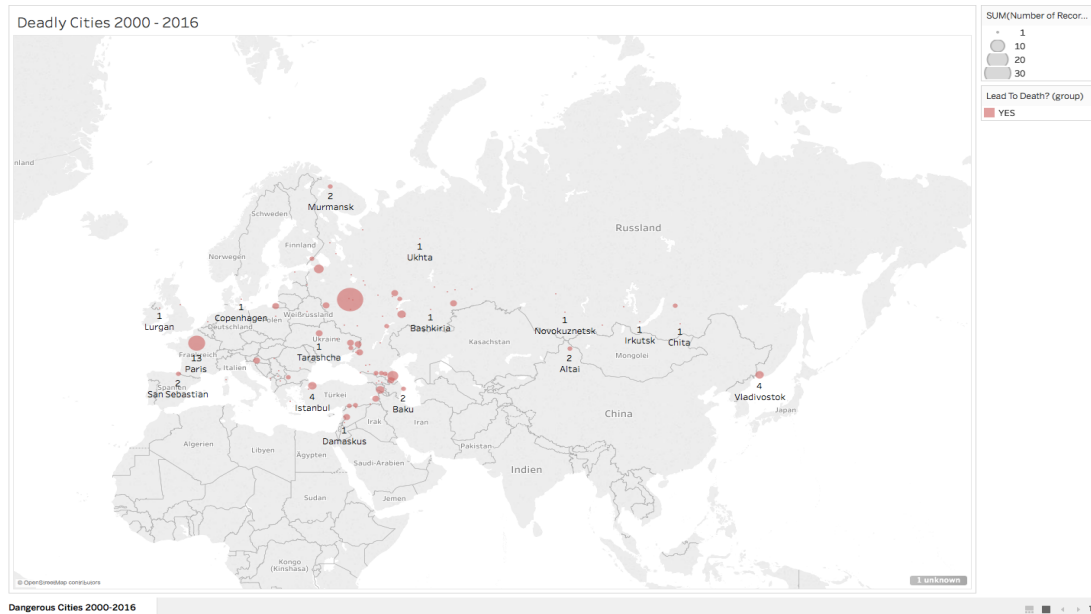 Deadly Cities 2000 - 2016
SUM(Number of Recor...
1
10
20
30
Lead To Death? (group)
YES
nland
2
Murmansk
Schweden
Russland
Finnland
1
Ukhta
Norwegen
1
Copenhagen
1
Lurgan
Weißrüssland
1
Bashkiria
1
Novokuznetsk
1
Irkutsk
1
Chita
Ukraine
1
Tarashcha
Kasachstan
Mongolei
13
Paris
2
Altai
Italien
2
San Sebastian
4
Istanbul
Türkei
2
Baku
4
Vladivostok
Japan
China
Irak
Iran
1
Damaskus
Algerien
Libyen
Ägypten
Pakistan
Saudi-Arabien
Indien
Sudan
Jemen
Kongo
(Kinshasa)
© OpenStreetMap contributors
1 unknown
Dangerous Cities 2000-2016